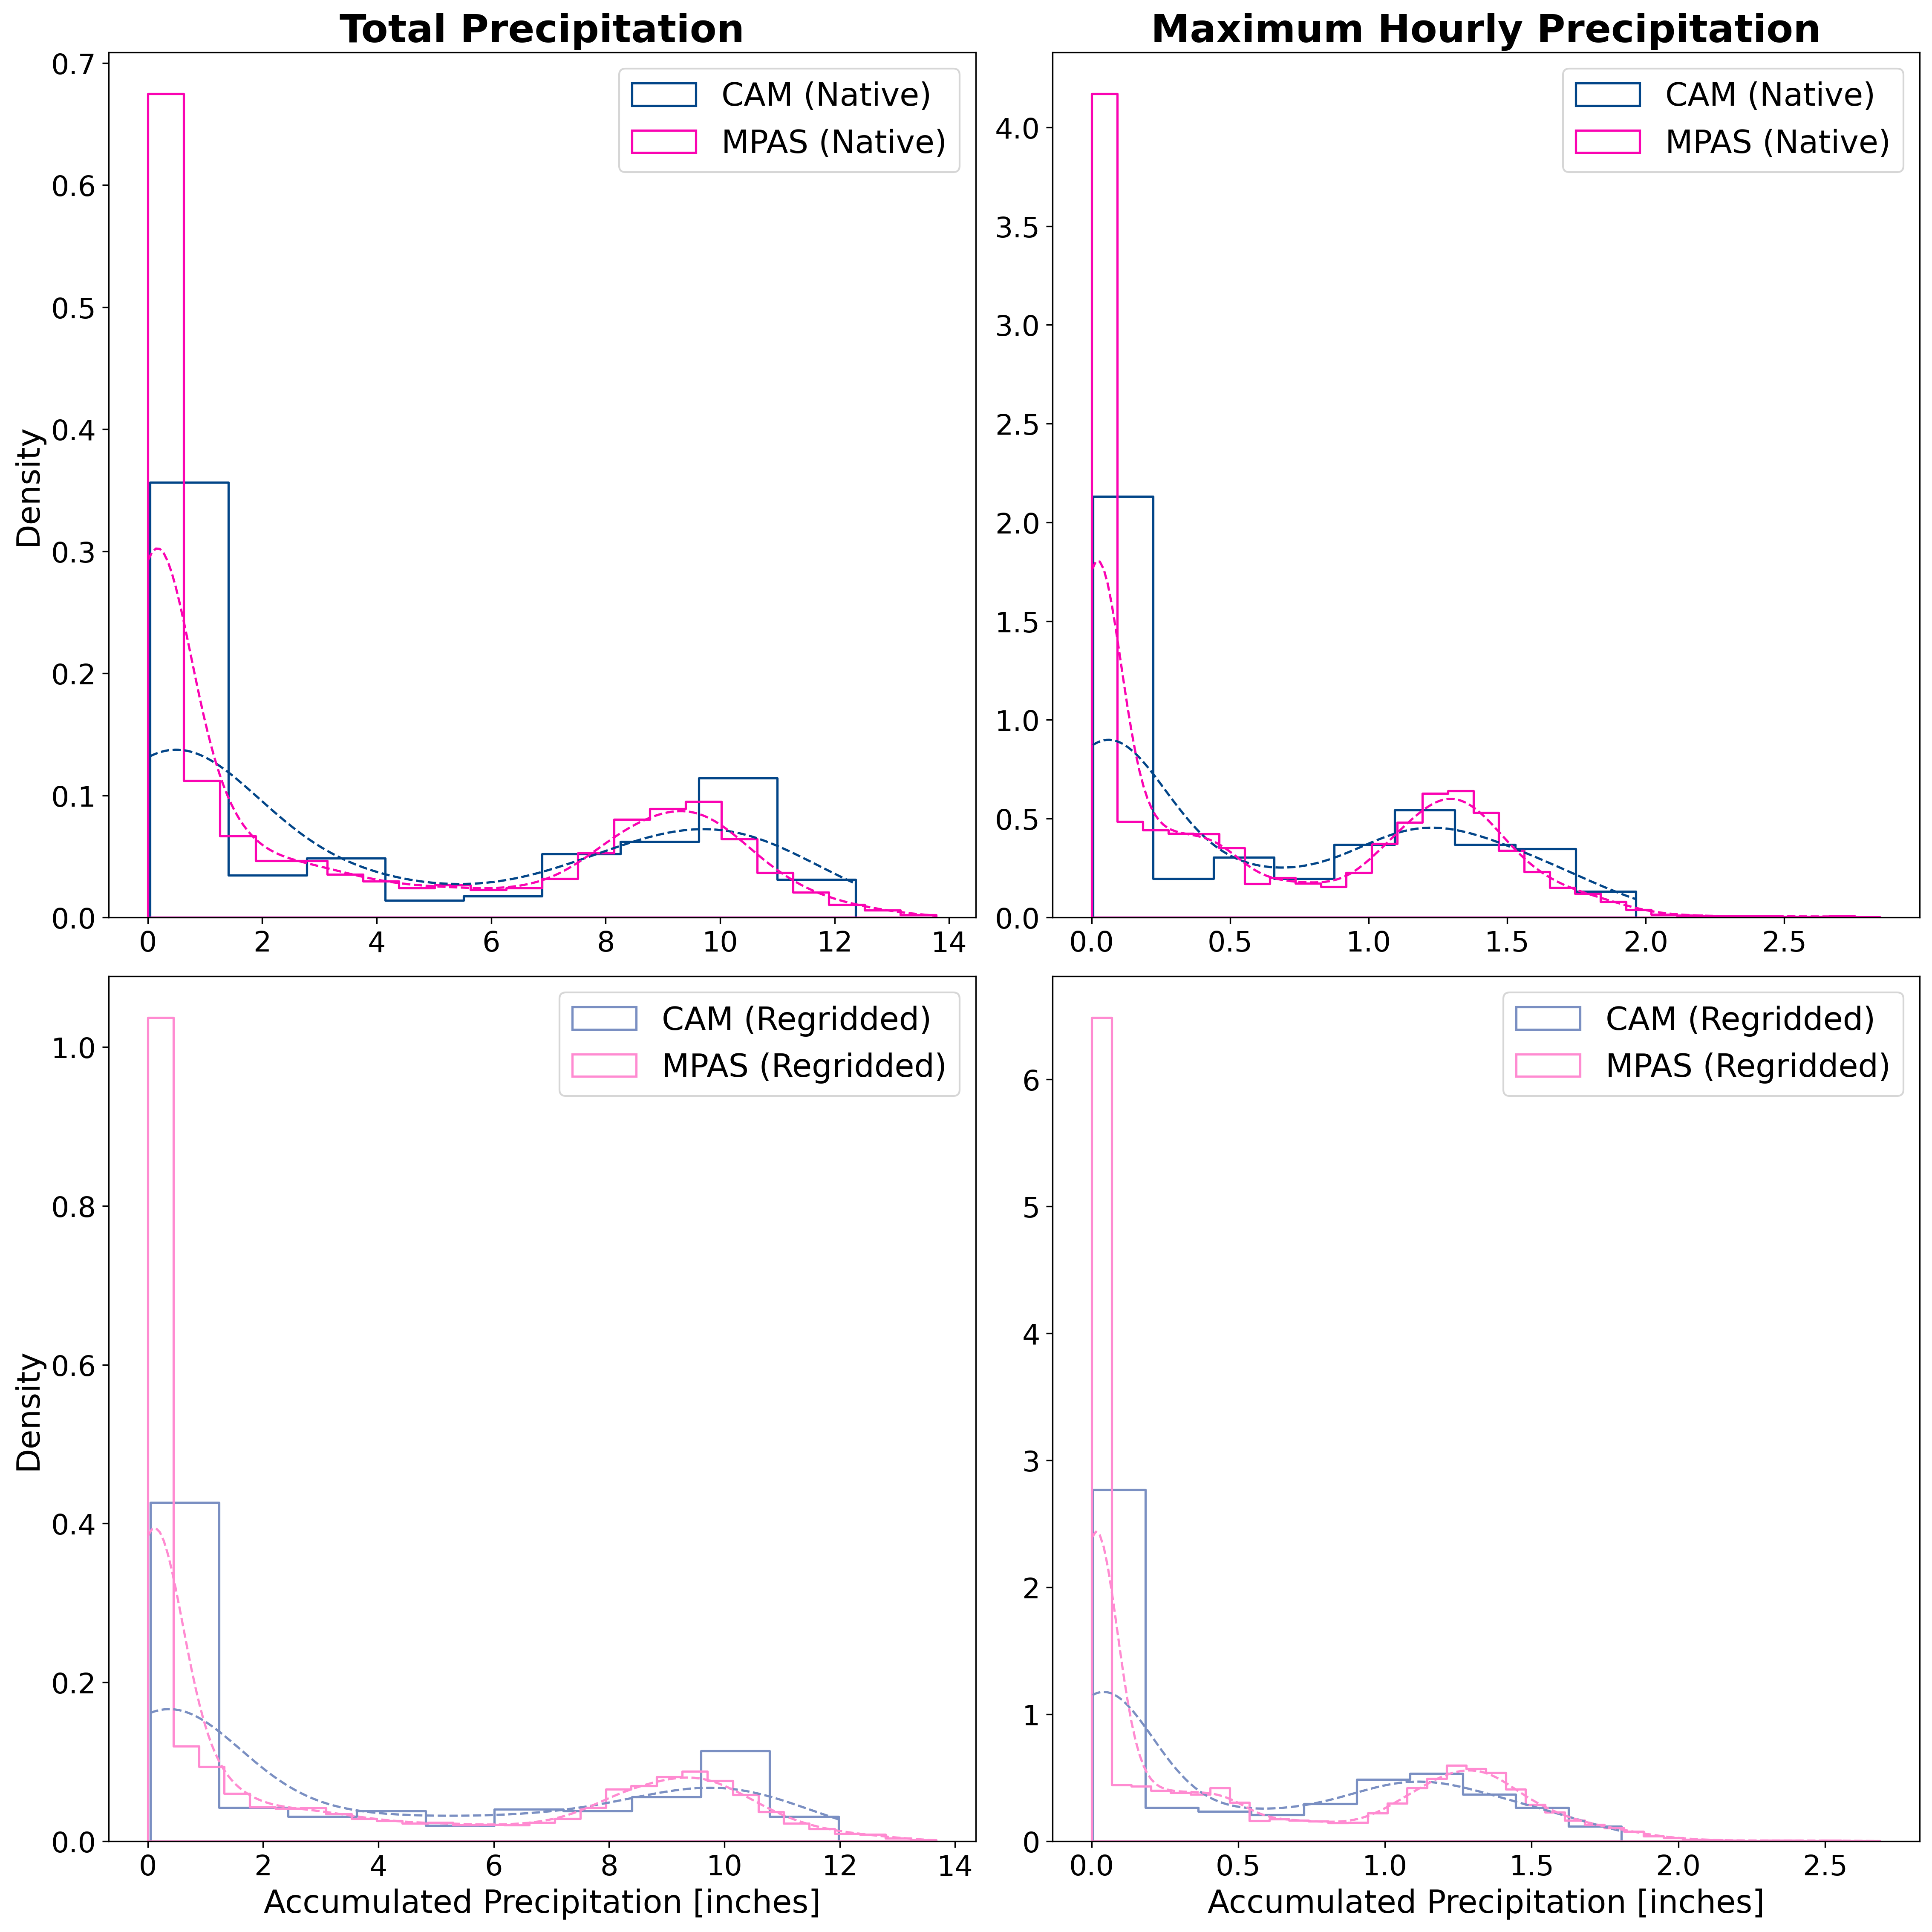 Total Precipitation
Maximum Hourly Precipitation
0.7
0.6
0.5
0.4
0.3
0.2
0.1
0.0
Density
CAM (Native)
MPAS (Native)
0 2 4 6 8 10 12 14
4.0
3.5
3.0
2.5
2.0
1.5
1.0
0.5
0.0
CAM (Native)
MPAS (Native)
0.0 0.5 1.0 1.5 2.0 2.5
1.0
0.8
0.6
0.4
0.2
0.0
Density
CAM (Regridded)
MPAS (Regridded)
0 2 4 6 8 10 12 14
Accumulated Precipitation [inches]
6
5
4
3
2
1
0
CAM (Regridded)
MPAS (Regridded)
0.0 0.5 1.0 1.5 2.0 2.5
Accumulated Precipitation [inches]